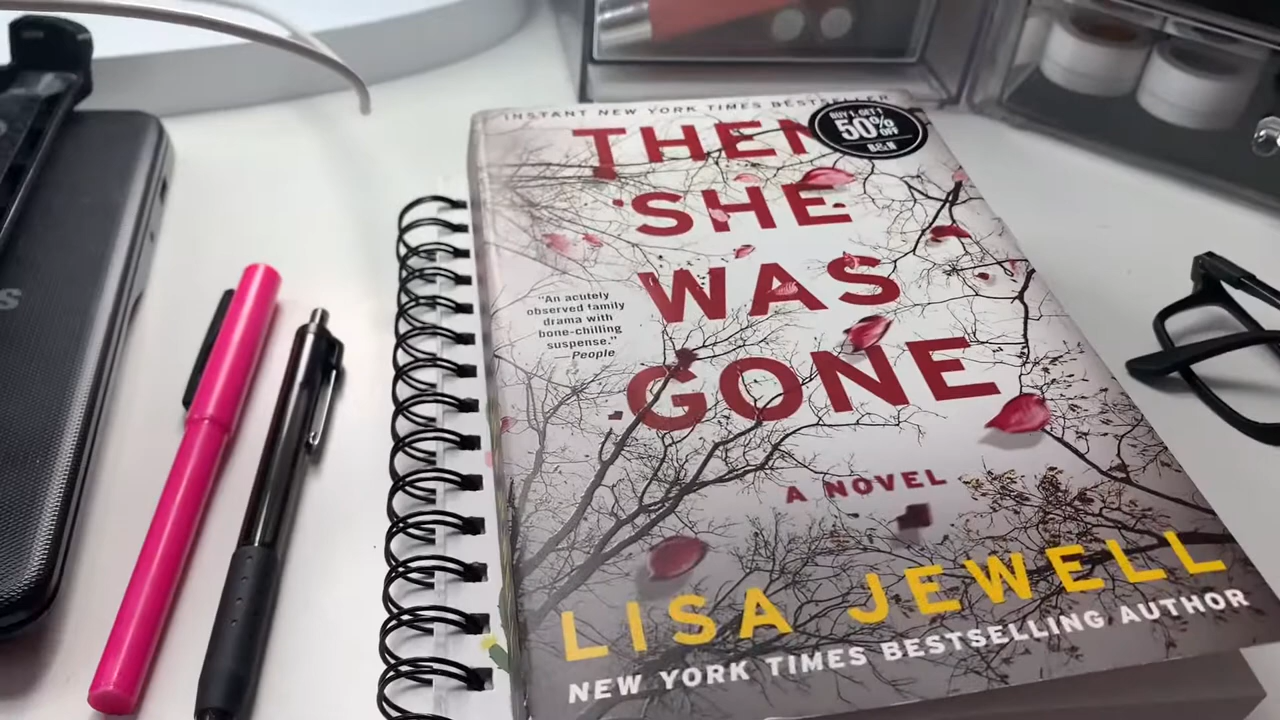 INSTANT NEW YORK TIMES BESTSELLER
THEN
BUY 1, GET 1
50%
OFF
B&N
SHE
WAS
"An acutely
observed family
drama with
bone-chilling
suspense."
—People
GONE
A NOVEL
LISA JEWELL
NEW YORK TIMES BESTSELLING AUTHOR